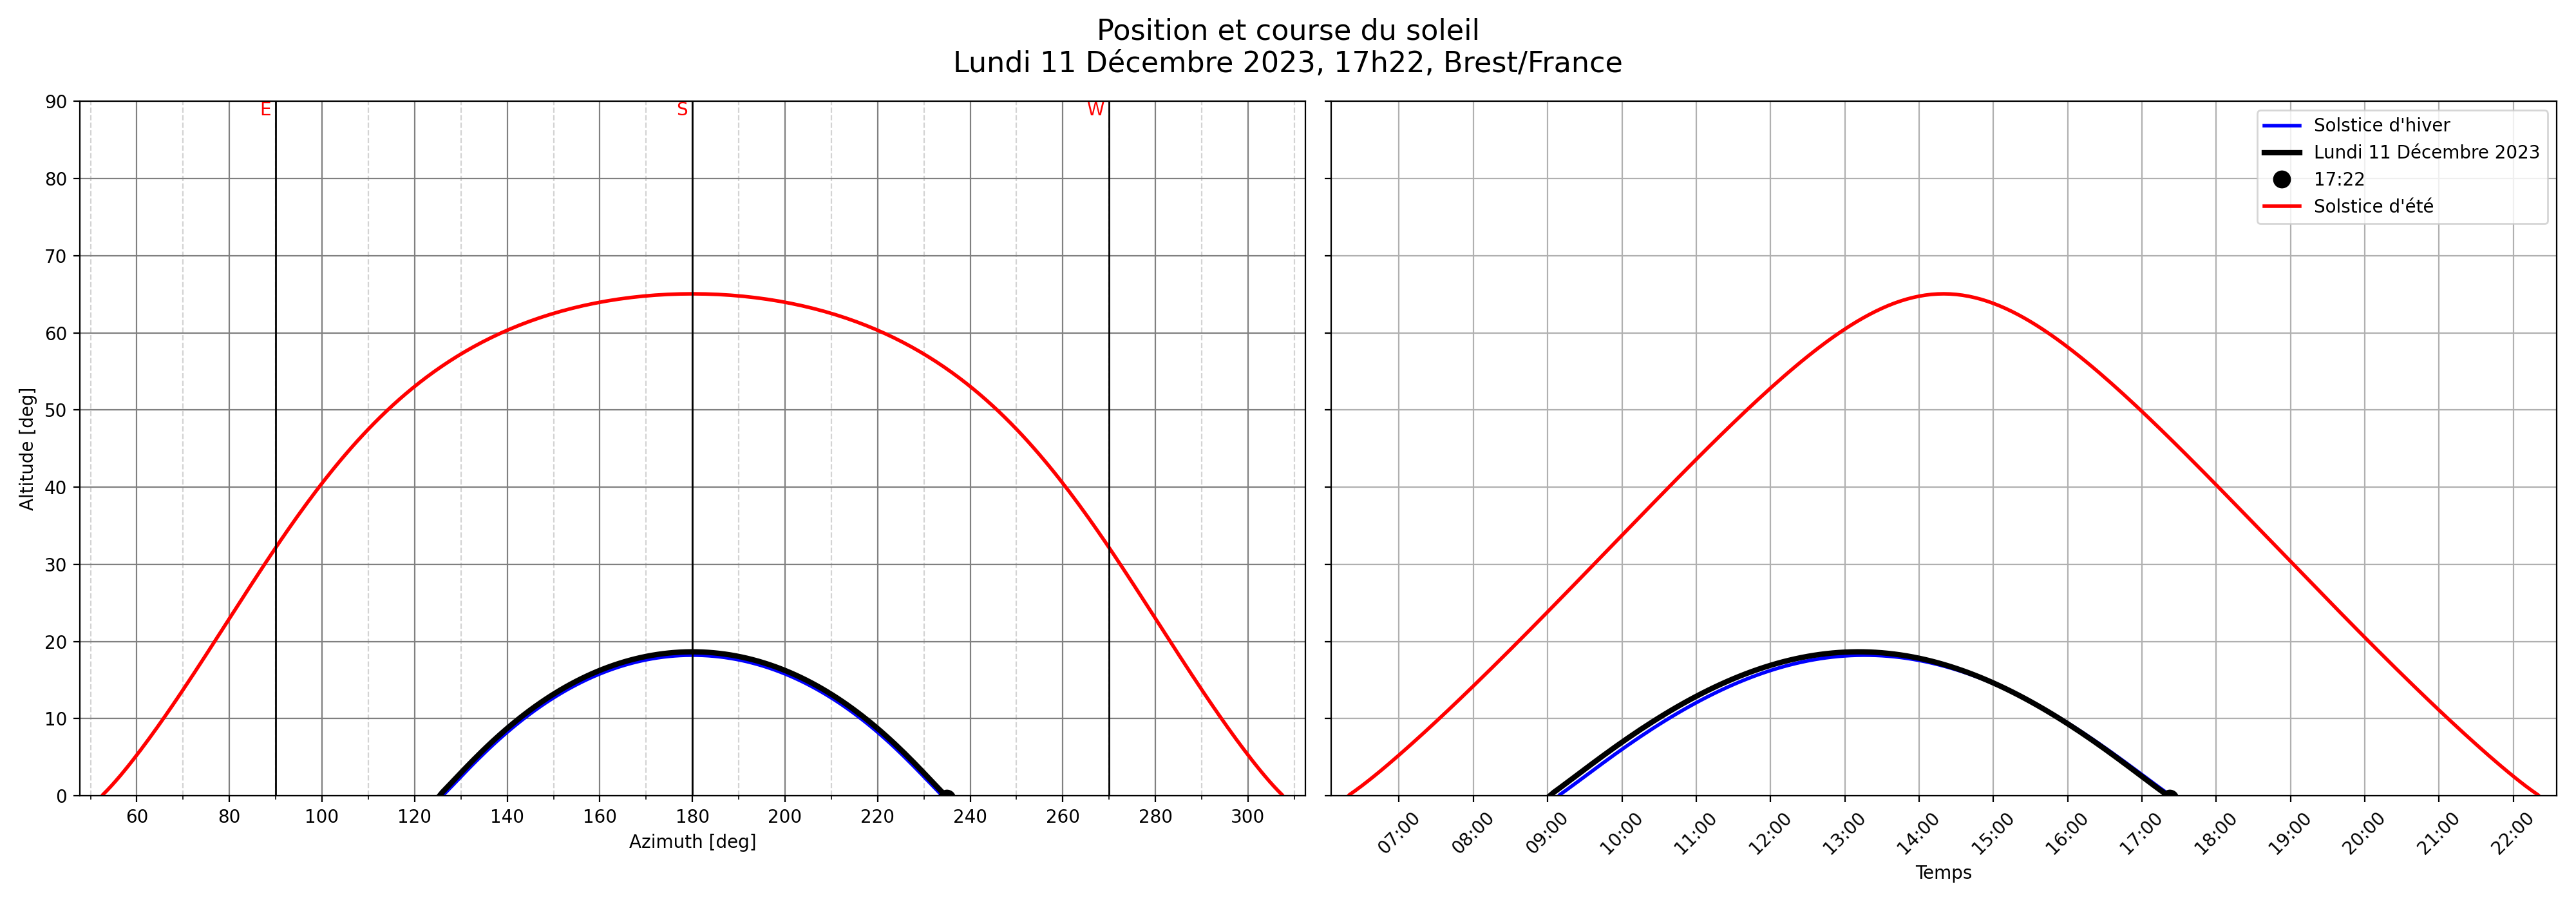 Position et course du soleil
Lundi 11 Décembre 2023, 17h22, Brest/France
E S W
90
80
70
60
50
40
30
20
10
0
Altitude [deg]
60 80 100 120 140 160 180 200 220 240 260 280 300
Azimuth [deg]
Solstice d'hiver
Lundi 11 Décembre 2023
17:22
Solstice d'été
07:00 08:00 09:00 10:00 11:00 12:00 13:00 14:00 15:00 16:00 17:00 18:00 19:00 20:00 21:00 22:00
Temps